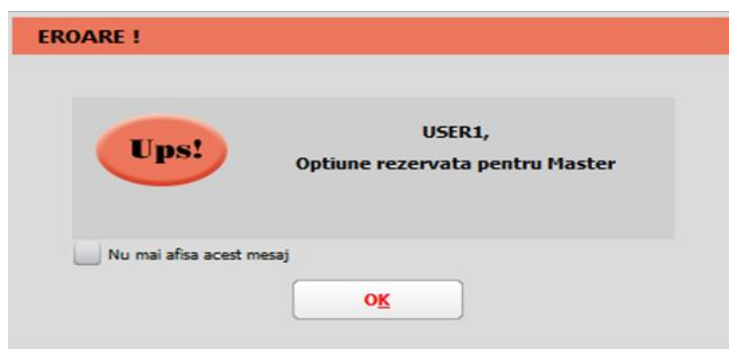 EROARE !
Ups!
USER1,
Optiune rezervata pentru Master
Nu mai afisa acest mesaj
OK